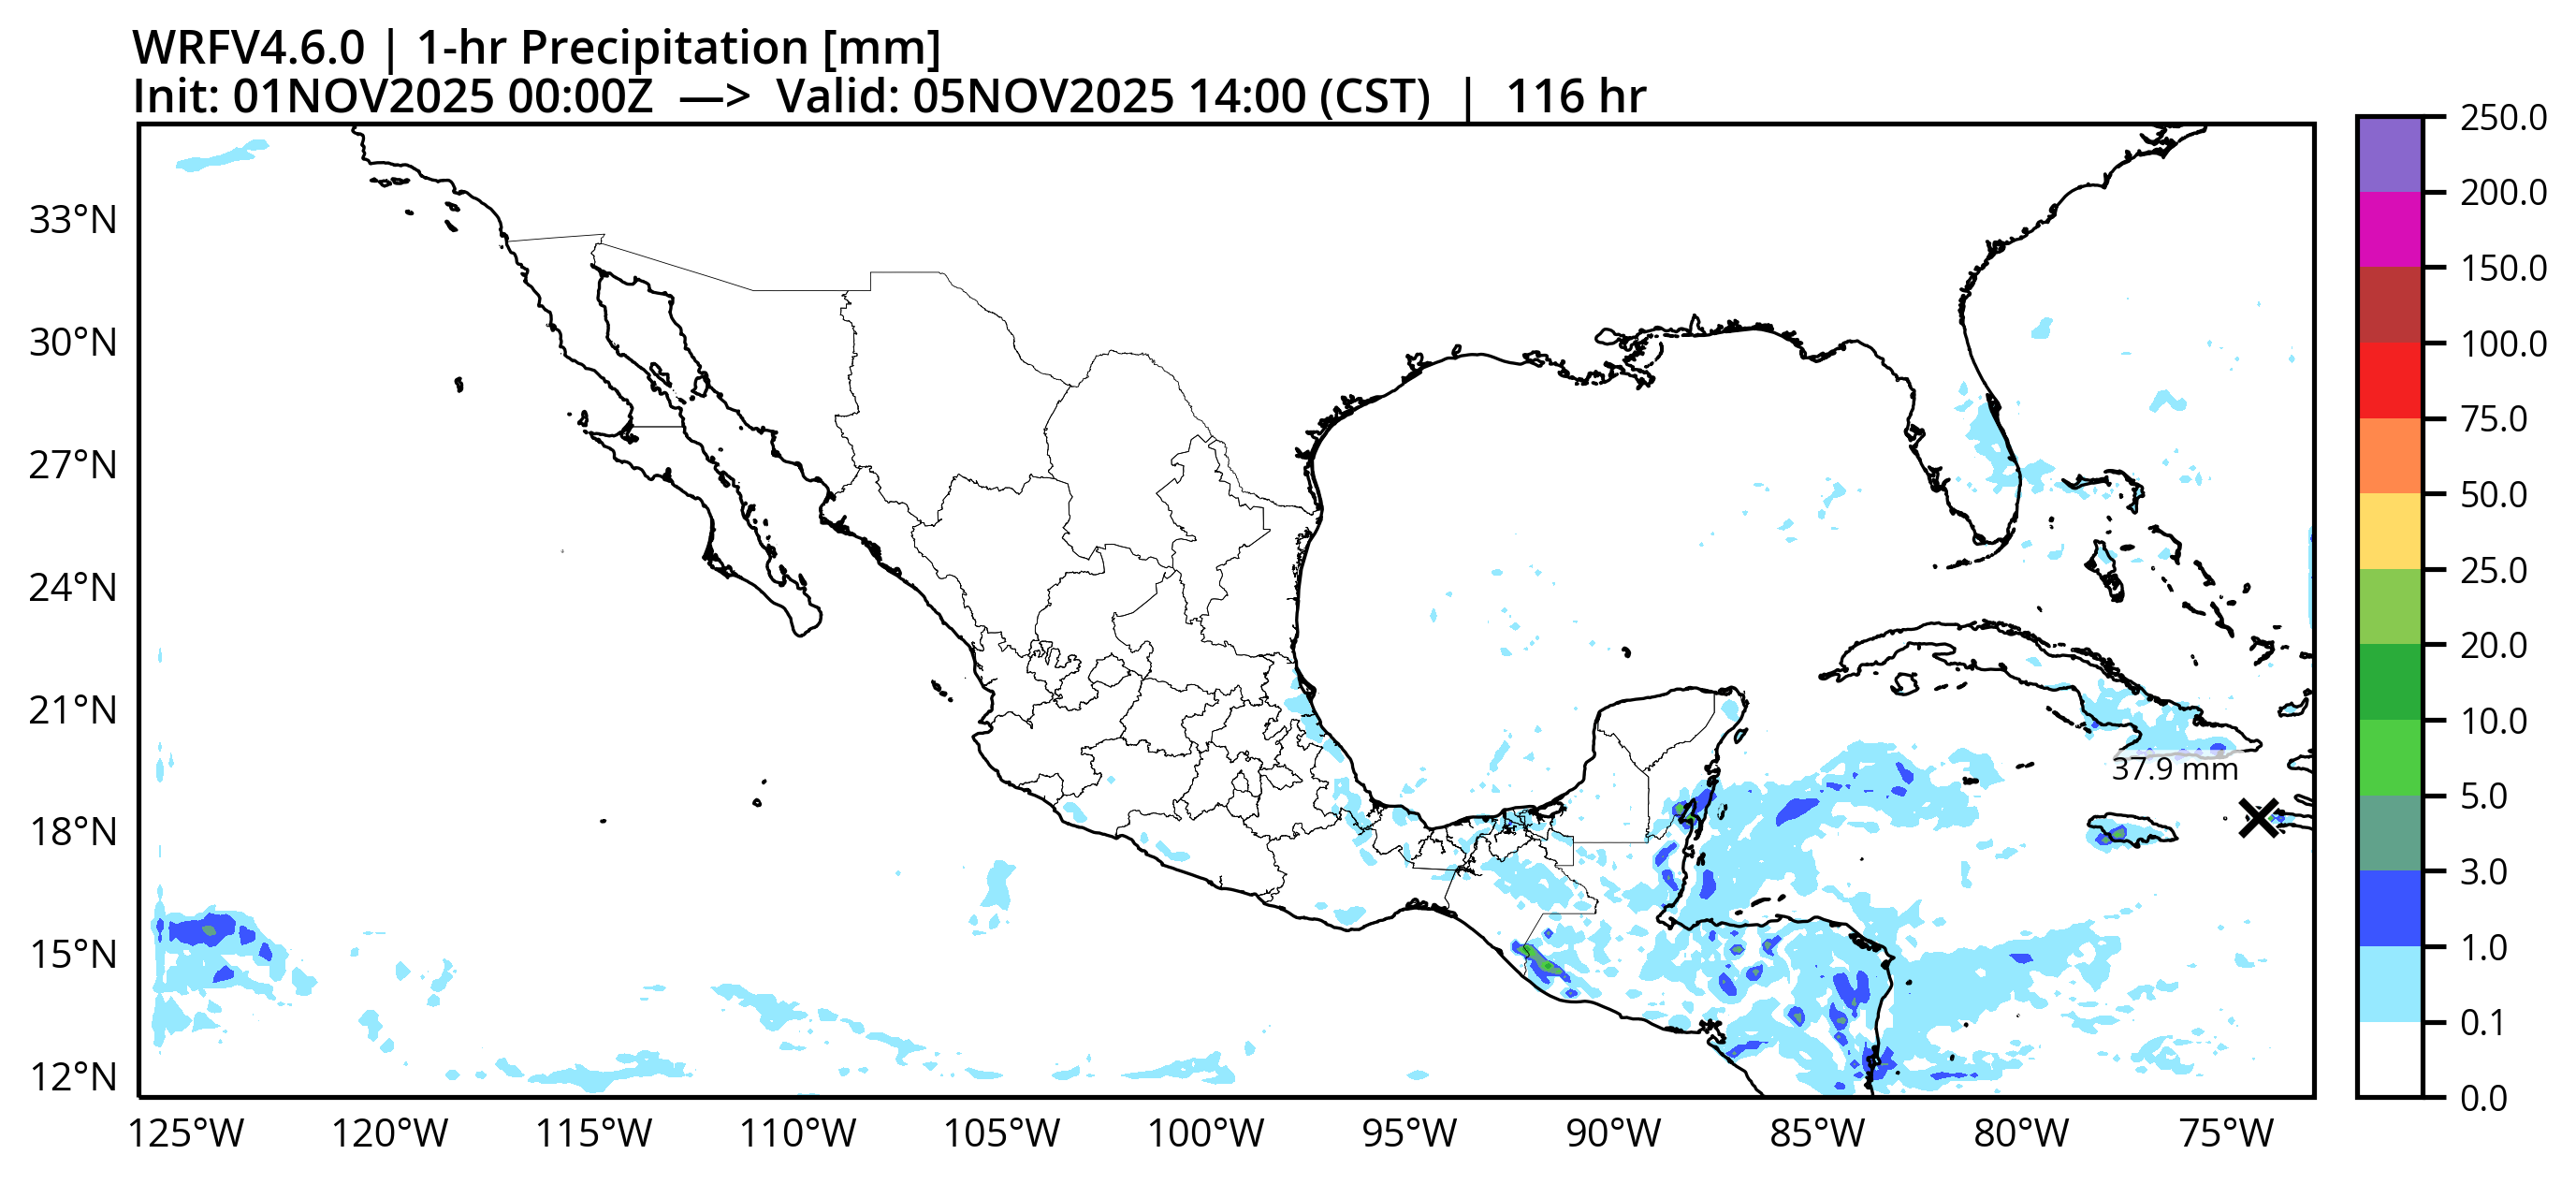 WRFV4.6.0 | 1-hr Precipitation [mm]
Init: 01NOV2025 00:00Z —> Valid: 05NOV2025 14:00 (CST) | 116 hr
250.0
200.0
150.0
100.0
75.0
50.0
25.0
20.0
10.0
5.0
3.0
1.0
0.1
0.0
33°N
30°N
27°N
24°N
21°N
18°N
15°N
12°N
37.9 mm
125°W 120°W 115°W 110°W 105°W 100°W 95°W 90°W 85°W 80°W 75°W